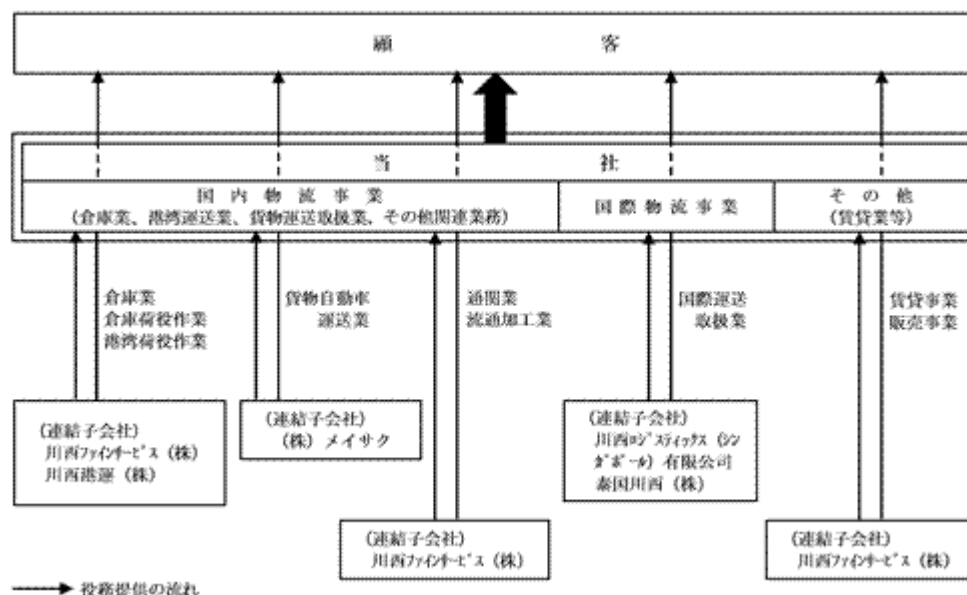 顧客
当社
国内物流事業
(倉庫業、港湾運送業、貨物運送取扱業、その他関連業務)
国際物流事業
その他
(賃貸業等)
倉庫業
倉庫荷役作業
港湾荷役作業
貨物自動車
運送業
通関業
流通加工業
国際運送
取扱業
賃貸事業
販売事業
(連結子会社)
川西ﾌｧｲﾝｻｰﾋﾞｽ(株)
川西港運(株)
(連結子会社)
(株)メイサク
(連結子会社)
川西ﾛｼﾞｽﾃｨｯｸｽ(ｼﾝ
ｶﾞﾎﾟｰﾙ)有限公司
泰国川西(株)
(連結子会社)
川西ﾌｧｲﾝｻｰﾋﾞｽ(株)
(連結子会社)
川西ﾌｧｲﾝｻｰﾋﾞｽ(株)
役務提供の流れ